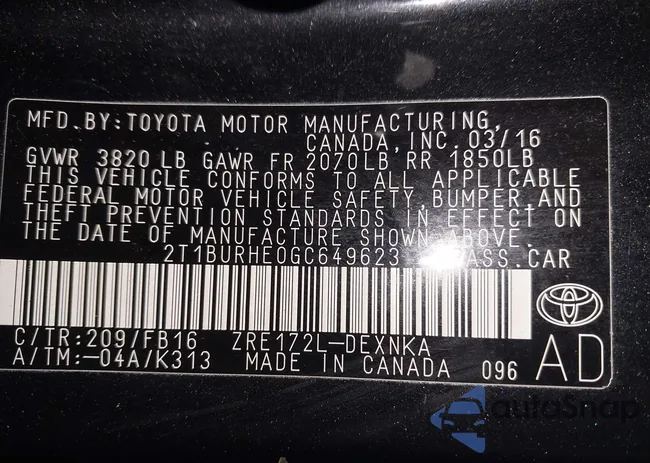 MFD.BY:TOYOTA MOTOR MANUFACTURING,
CANADA,INC.03/16
GVWR 3820 LB GAWR FR 2070LB,RR 1850LB
THIS VEHICLE CONFORMS TO ALL APPLICABLE
FEDERAL MOTOR VEHICLE SAFETY,BUMPER,AND
THEFT PREVENTION STANDARDS IN EFFECT ON
THE DATE OF MANUFACTURE SHOWN ABOVE.
2T1BURHE0GC649623 PASS.CAR
C/TR:209/FB16 ZRE172L-DEXNKA
A/TM:-04A/K313 MADE IN CANADA 096 AD
autoSnap